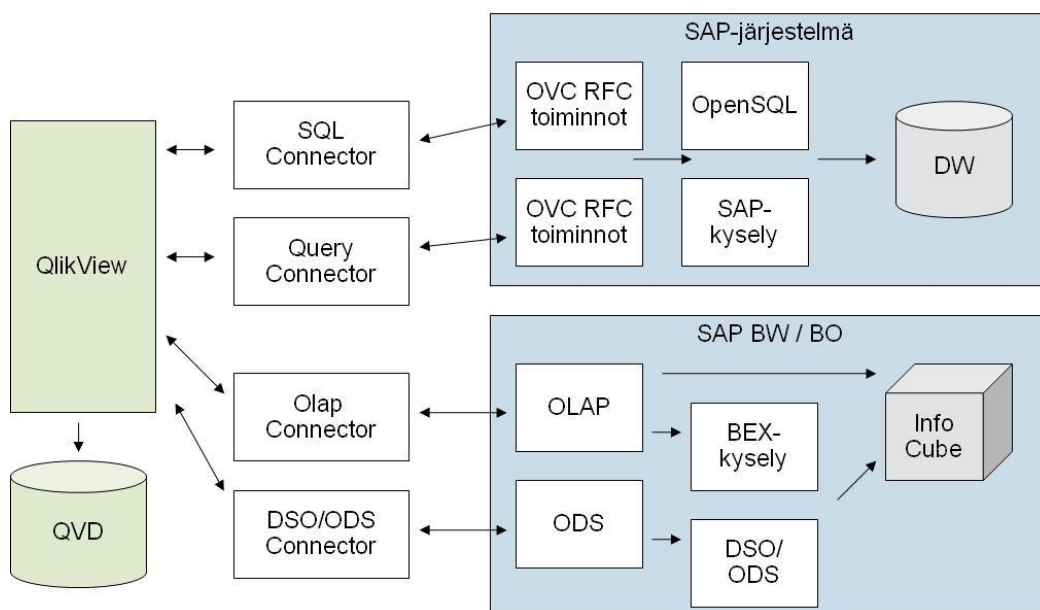 SAP-järjestelmä
QlikView
SQL
Connector
OVC RFC
toiminnot
OpenSQL
DW
Query
Connector
OVC RFC
toiminnot
SAP-
kysely
SAP BW / BO
Olap
Connector
OLAP
BEX-
kysely
Info
Cube
QVD
DSO/ODS
Connector
ODS
DSO/
ODS